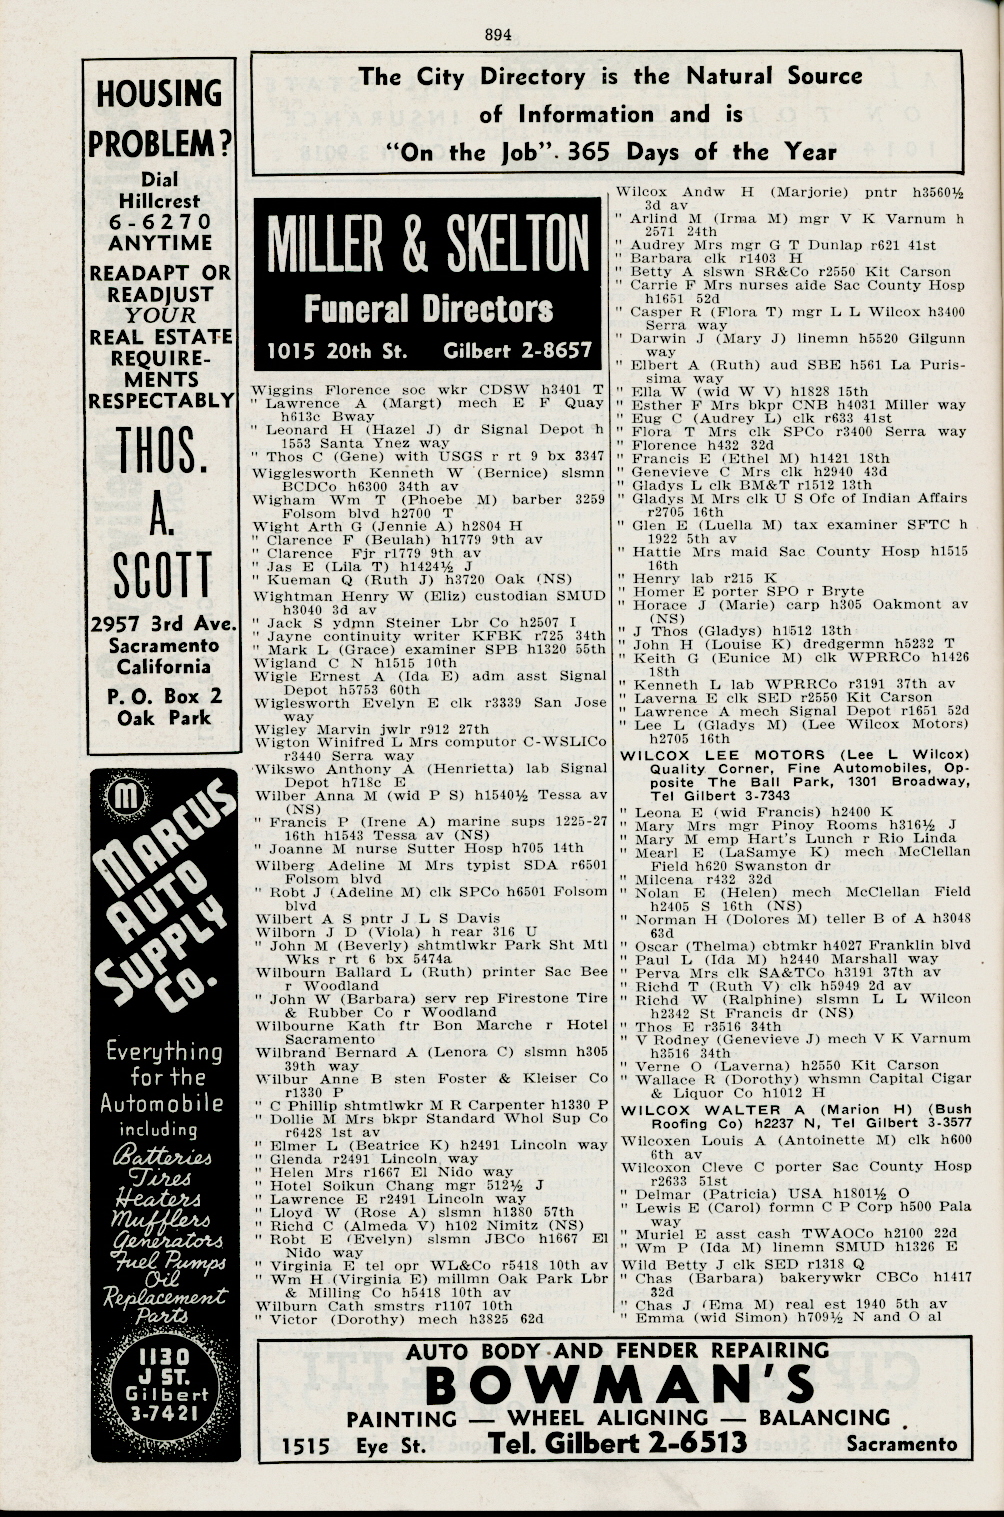 894
HOUSING
PROBLEM?
Dial
Hillcrest
6-6270
ANYTIME
READAPT OR
READJUST
YOUR
REAL ESTATE
REQUIRE-
MENTS
RESPECTABLY
THOS.
A.
SCOTT
2957 3rd Ave.
Sacramento
California
P. O. Box 2
Oak Park
M
MARCUS
AUTO
SUPPLY
Co.
Everything
for the
Automobile
including
Batteries
Tires
Heaters
Mufflers
Generators
Fuel Pumps
Oil
Replacement
Parts
1130
J ST.
Gilbert
3-7421
The City Directory is the Natural Source
of Information and is
"On the Job". 365 Days of the Year
MILLER & SKELTON
Funeral Directors
1015 20th St. Gilbert 2-8657
Wiggins Florence soc wkr CDSW h3401 T
" Lawrence A (Margt) mech E F Quay
h613c Bway
" Leonard H (Hazel J) dr Signal Depot h
1553 Santa Ynez way
" Thos C (Gene) with USGS r rt 9 bx 3347
Wigglesworth Kenneth W (Bernice) slsmn
BCDCo h6300 34th av
Wigham Wm T (Phoebe M) barber 3259
Folsom blvd h2700 T
Wight Arth G (Jennie A) h2804 H
" Clarence F (Beulah) h1779 9th av
" Clarence Fjr r1779 9th av
" Jas E (Lila T) h1424½ J
" Kueman Q (Ruth J) h3720 Oak (NS)
Wightman Henry W (Eliz) custodian SMUD
h3040 3d av
" Jack S ydmn Steiner Lbr Co h2507 I
" Jayne continuity writer KFBK r725 34th
" Mark L (Grace) examiner SPB h1320 55th
Wigland C N h1515 10th
Wigle Ernest A (Ida E) adm asst Signal
Depot h5753 60th
Wiglesworth Evelyn E clk r3339 San Jose
way
Wigley Marvin jwlr r912 27th
Wigton Winifred L Mrs computor C-WSLICo
r3440 Serra way
Wikswo Anthony A (Henrietta) lab Signal
Depot h718c E
Wilber Anna M (wid P S) h1540½ Tessa av
(NS)
" Francis P (Irene A) marine sups 1225-27
16th h1543 Tessa av (NS)
" Joanne M nurse Sutter Hosp h705 14th
Wilberg Adeline M Mrs typist SDA r6501
Folsom blvd
" Robt J (Adeline M) clk SPCo h6501 Folsom
blvd
Wilbert A S pntr J L S Davis
Wilborn J D (Viola) h rear 316 U
" John M (Beverly) shtmtlwkr Park Sht Mtl
Wks r rt 6 bx 5474a
Wilbourn Ballard L (Ruth) printer Sac Bee
r Woodland
" John W (Barbara) serv rep Firestone Tire
& Rubber Co r Woodland
Wilbourne Kath ftr Bon Marche r Hotel
Sacramento
Wilbrand Bernard A (Lenora C) slsmn h305
39th way
Wilbur Anne B sten Foster & Kleiser Co
r1330 P
" C Phillip shtmtlwkr M R Carpenter h1330 P
" Dollie M Mrs bkpr Standard Whol Sup Co
r6428 1st av
" Elmer L (Beatrice K) h2491 Lincoln way
" Glenda r2491 Lincoln way
" Helen Mrs r1667 El Nido way
" Hotel Soikun Chang mgr 512½ J
" Lawrence E r2491 Lincoln way
" Lloyd W (Rose A) slsmn h1380 57th
" Richd C (Almeda V) h102 Nimitz (NS)
" Robt E (Evelyn) slsmn JBCo h1667 El
Nido way
" Virginia E tel opr WL&Co r5418 10th av
" Wm H (Virginia E) millmn Oak Park Lbr
& Milling Co h5418 10th av
Wilburn Cath smstrs r1107 10th
" Victor (Dorothy) mech h3825 62d
Wilcox Andw H (Marjorie) pntr h3560½
3d av
" Arlind M (Irma M) mgr V K Varnum h
2571 24th
" Audrey Mrs mgr G T Dunlap r621 41st
" Barbara clk r1403 H
" Betty A slswn SR&Co r2550 Kit Carson
" Carrie F Mrs nurses aide Sac County Hosp
h1651 52d
" Casper R (Flora T) mgr L L Wilcox h3400
Serra way
" Darwin J (Mary J) linemn h5520 Gilgunn
way
" Elbert A (Ruth) aud SBE h561 La Puris-
sima way
" Ella W (wid W V) h1828 15th
" Esther F Mrs bkpr CNB h4031 Miller way
" Eug C (Audrey L) clk r633 41st
" Flora T Mrs clk SPCo r3400 Serra way
" Florence h432 32d
" Francis E (Ethel M) h1421 18th
" Genevieve C Mrs clk h2940 43d
" Gladys L clk BM&T r1512 13th
" Gladys M Mrs clk U S Ofc of Indian Affairs
r2705 16th
" Glen E (Luella M) tax examiner SFTC h
1922 5th av
" Hattie Mrs maid Sac County Hosp h1515
16th
" Henry lab r215 K
" Homer E porter SPO r Bryte
" Horace J (Marie) carp h305 Oakmont av
(NS)
" J Thos (Gladys) h1512 13th
" John H (Louise K) dredgermn h5232 T
" Keith G (Eunice M) clk WPRRCo h1426
18th
" Kenneth L lab WPRRCo r3191 37th av
" Laverna E clk SED r2550 Kit Carson
" Lawrence A mech Signal Depot r1651 52d
" Lee L (Gladys M) (Lee Wilcox Motors)
h2705 16th
WILCOX LEE MOTORS (Lee L Wilcox)
Quality Corner, Fine Automobiles, Op-
posite The Ball Park, 1301 Broadway,
Tel Gilbert 3-7343
" Leona E (wid Francis) h2400 K
" Mary Mrs mgr Pinoy Rooms h316½ J
" Mary M emp Hart's Lunch r Rio Linda
" Mearl E (LaSamye K) mech McClellan
Field h620 Swanston dr
" Milcena r432 32d
" Nolan E (Helen) mech McClellan Field
h2405 S 16th (NS)
" Norman H (Dolores M) teller B of A h3048
63d
" Oscar (Thelma) cbtmkr h4027 Franklin blvd
" Paul L (Ida M) h2440 Marshall way
" Perva Mrs clk SA&TCo h3191 37th av
" Richd T (Ruth V) clk h5949 2d av
" Richd W (Ralphine) slsmn L L Wilcon
h2342 St Francis dr (NS)
" Thos E r3516 34th
" V Rodney (Genevieve J) mech V K Varnum
h3516 34th
" Verne O (Laverna) h2550 Kit Carson
" Wallace R (Dorothy) whsmn Capital Cigar
& Liquor Co h1012 H
WILCOX WALTER A (Marion H) (Bush
Roofing Co) h2237 N, Tel Gilbert 3-3577
Wilcoxen Louis A (Antoinette M) clk h600
6th av
Wilcoxon Cleve C porter Sac County Hosp
r2633 51st
" Delmar (Patricia) USA h1801½ O
" Lewis E (Carol) formn C P Corp h500 Pala
way
" Muriel E asst cash TWAOCo h2100 22d
" Wm P (Ida M) linemn SMUD h1326 E
Wild Betty J clk SED r1318 Q
" Chas (Barbara) bakerywkr CBCo h1417
32d
" Chas J (Ema M) real est 1940 5th av
" Emma (wid Simon) h709½ N and O al
AUTO BODY AND FENDER REPAIRING
BOWMAN'S
PAINTING — WHEEL ALIGNING — BALANCING
1515 Eye St. Tel. Gilbert 2-6513 Sacramento